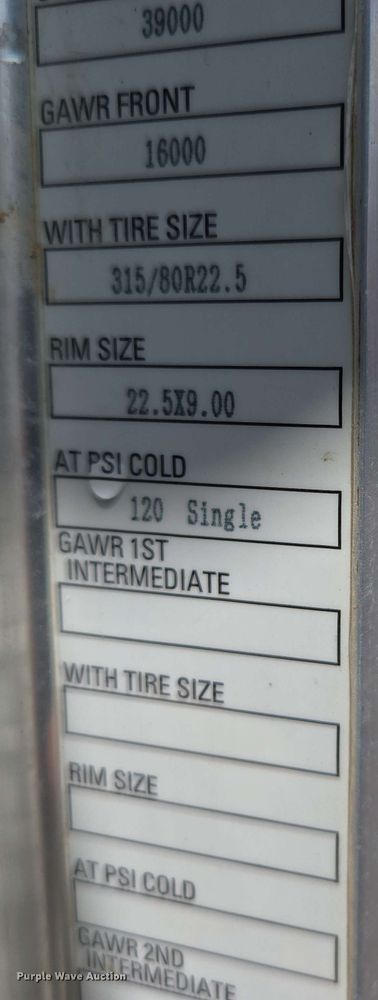 39000
GAWR FRONT
16000
WITH TIRE SIZE
315/80R22.5
RIM SIZE
22.5X9.00
AT PSI COLD
120 Single
GAWR 1ST
INTERMEDIATE
WITH TIRE SIZE
RIM SIZE
AT PSI COLD
GAWR 2ND
INTERMEDIATE
Purple Wave Auction